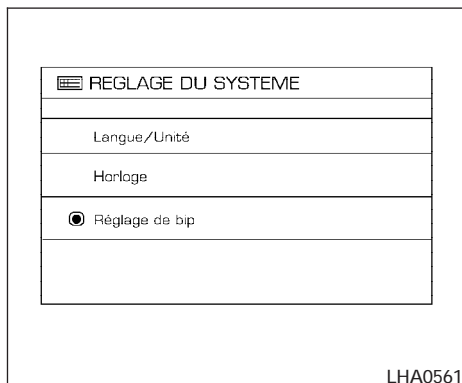 REGLAGE DU SYSTEME
Langue/Unité
Horloge
Réglage de bip
LHA0561